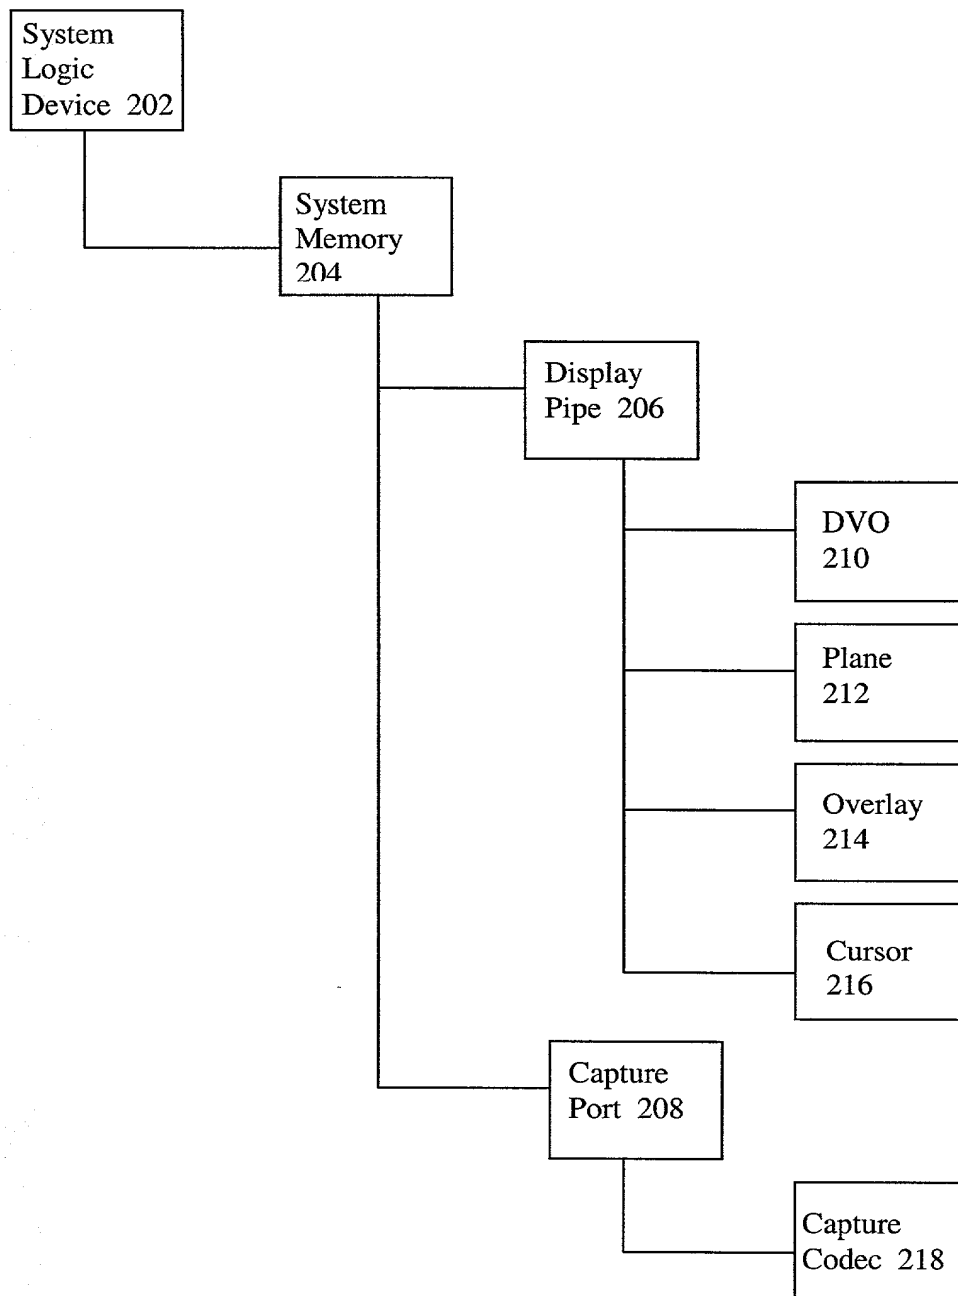 System
Logic
Device 202
System
Memory
204
Display
Pipe 206
DVO
210
Plane
212
Overlay
214
Cursor
216
Capture
Port 208
Capture
Codec 218